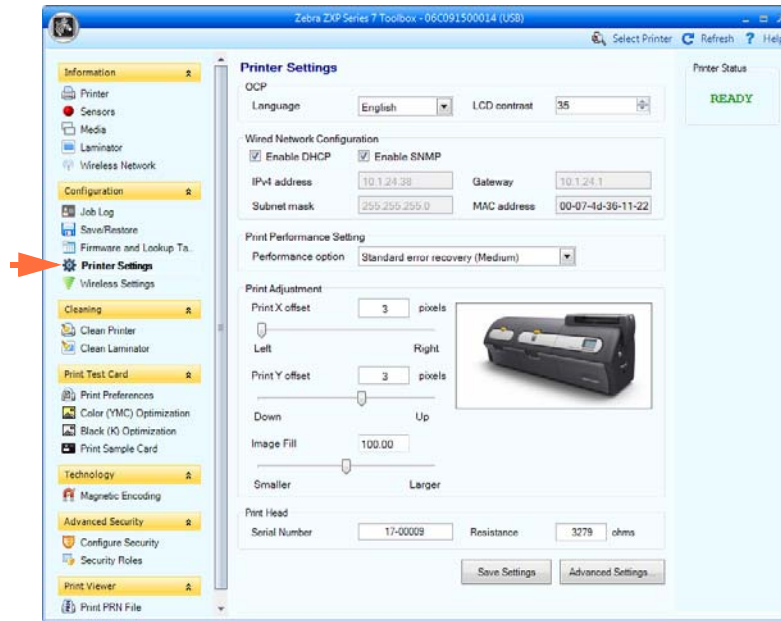 Zebra ZXP Series 7 Toolbox - 06C091500014 (USB)
Select Printer Refresh ? Help
Information
Printer
Sensors
Media
Laminator
Wireless Network
Configuration
Job Log
Save/Restore
Firmware and Lookup Ta..
Printer Settings
Wireless Settings
Cleaning
Clean Printer
Clean Laminator
Print Test Card
Print Preferences
Color (YMC) Optimization
Black (K) Optimization
Print Sample Card
Technology
Magnetic Encoding
Advanced Security
Configure Security
Security Roles
Print Viewer
Print PRN File
Printer Settings
OCP
Language English LCD contrast 35
Wired Network Configuration
Enable DHCP Enable SNMP
IPv4 address 10.1.24.38 Gateway 10.1.24.1
Subnet mask 255.255.255.0 MAC address 00-07-4d-36-11-22
Print Performance Setting
Performance option Standard error recovery (Medium)
Print Adjustment
Print X offset 3 pixels
Left Right
Print Y offset 3 pixels
Down Up
Image Fill 100.00
Smaller Larger
Print Head
Serial Number 17-00009 Resistance 3279 ohms
Save Settings Advanced Settings...
Printer Status
READY